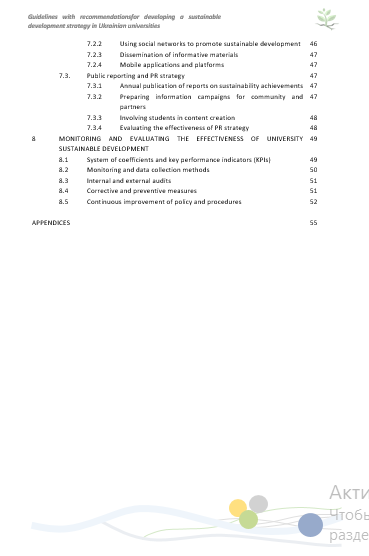 Guidelines with recommendationsfor developing a sustainable
development strategy in Ukrainian universities
7.2.2 Using social networks to promote sustainable development 46
7.2.3 Dissemination of informative materials 47
7.2.4 Mobile applications and platforms 47
7.3. Public reporting and PR strategy 47
7.3.1 Annual publication of reports on sustainability achievements 47
7.3.2 Preparing information campaigns for community and 47
partners
7.3.3 Involving students in content creation 48
7.3.4 Evaluating the effectiveness of PR strategy 48
8 MONITORING AND EVALUATING THE EFFECTIVENESS OF UNIVERSITY 49
SUSTAINABLE DEVELOPMENT
8.1 System of coefficients and key performance indicators (KPIs) 49
8.2 Monitoring and data collection methods 50
8.3 Internal and external audits 51
8.4 Corrective and preventive measures 51
8.5 Continuous improvement of policy and procedures 52
APPENDICES 55
Акти
Чтобы
разде